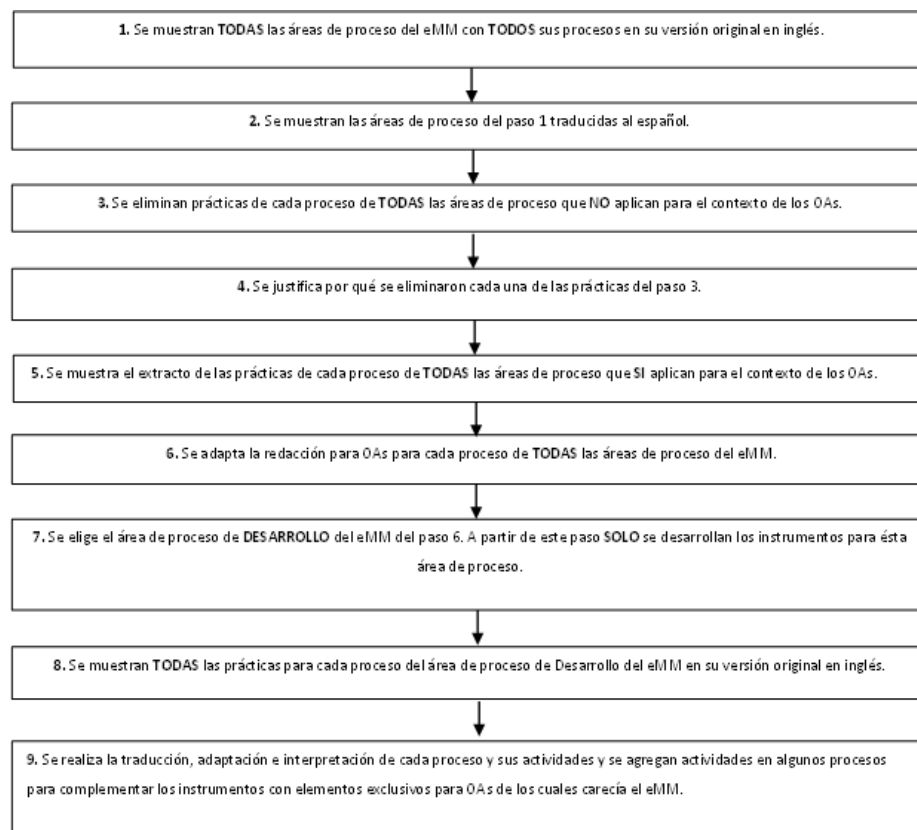 1. Se muestran TODAS las áreas de proceso del eMM con TODOS sus procesos en su versión original en inglés.
2. Se muestran las áreas de proceso del paso 1 traducidas al español.
3. Se eliminan prácticas de cada proceso de TODAS las áreas de proceso que NO aplican para el contexto de los OAs.
4. Se justifica por qué se eliminaron cada una de las prácticas del paso 3.
5. Se muestra el extracto de las prácticas de cada proceso de TODAS las áreas de proceso que SI aplican para el contexto de los OAs.
6. Se adapta la redacción para OAs para cada proceso de TODAS las áreas de proceso del eMM.
7. Se elige el área de proceso de DESARROLLO del eMM del paso 6. A partir de este paso SOLO se desarrollan los instrumentos para ésta
área de proceso.
8. Se muestran TODAS las prácticas para cada proceso del área de proceso de Desarrollo del eMM en su versión original en inglés.
9. Se realiza la traducción, adaptación e interpretación de cada proceso y sus actividades y se agregan actividades en algunos procesos
para complementar los instrumentos con elementos exclusivos para OAs de los cuales carecía el eMM.